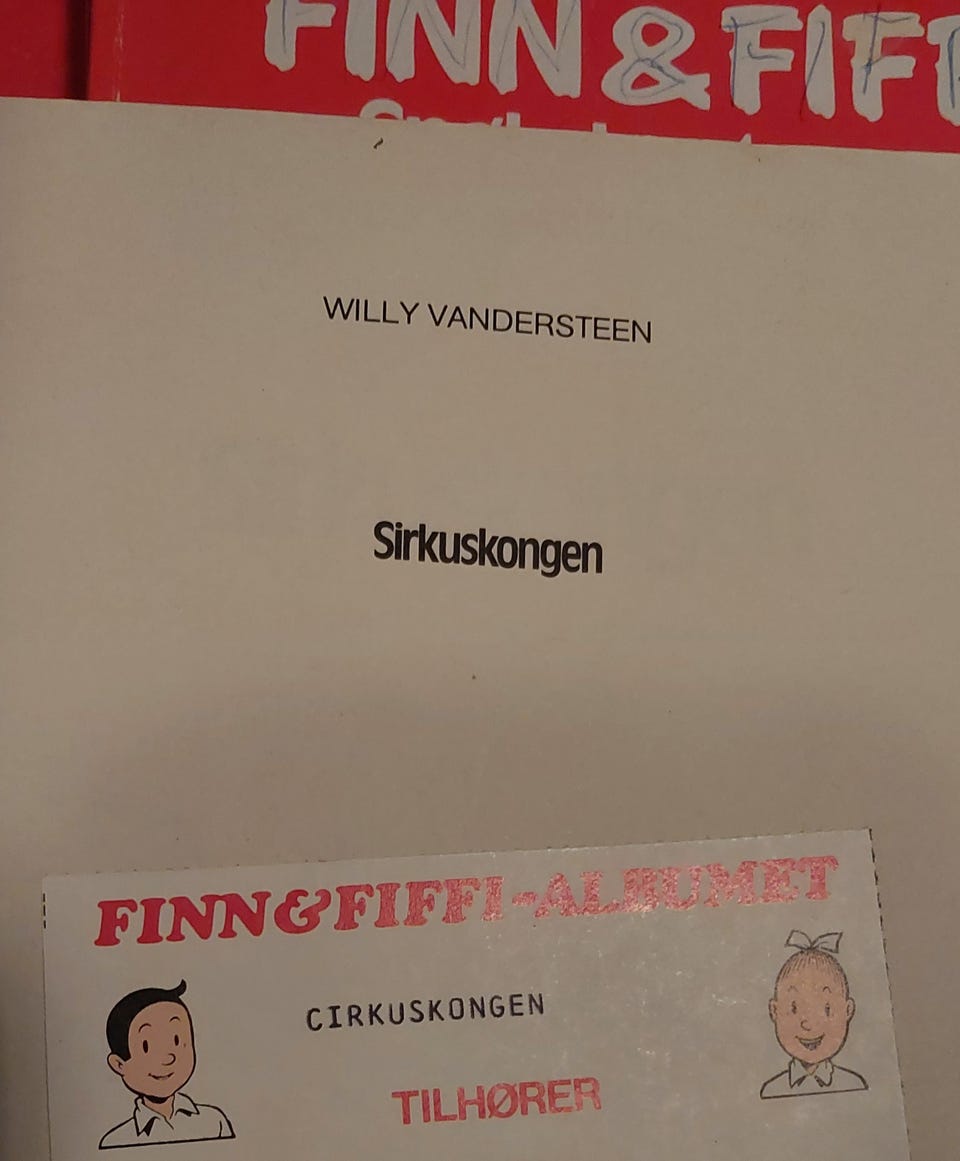 FINN & FIFF
WILLY VANDERSTEEN
Sirkuskongen
FINN & FIFFI-ALBUMET
CIRKUSKONGEN
TILHØRER